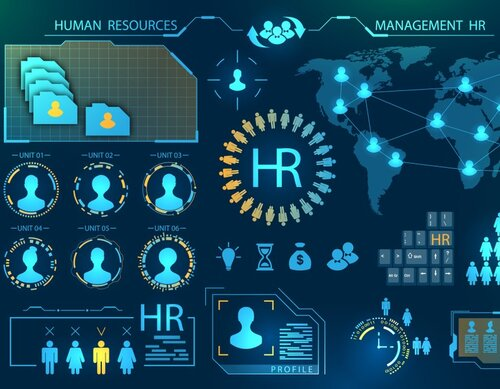 HUMAN RESOURCES
MANAGEMENT HR
UNIT 01
UNIT 02
UNIT 03
HR
UNIT 04
UNIT 05
UNIT 06
HR
HR
PROFILE